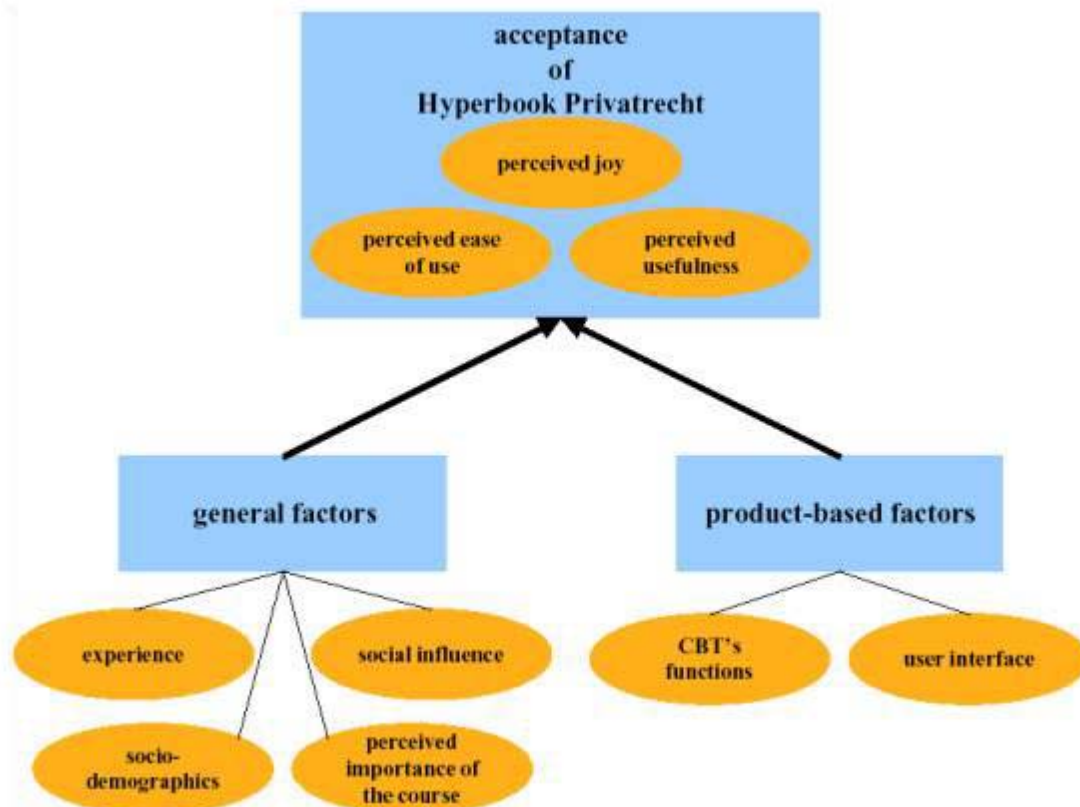 acceptance
of
Hyperbook Privatrecht
perceived joy
perceived ease
of use
perceived
usefulness
general factors
product-based factors
experience
social influence
CBT's
functions
user interface
socio-
demographics
perceived
importance of
the course